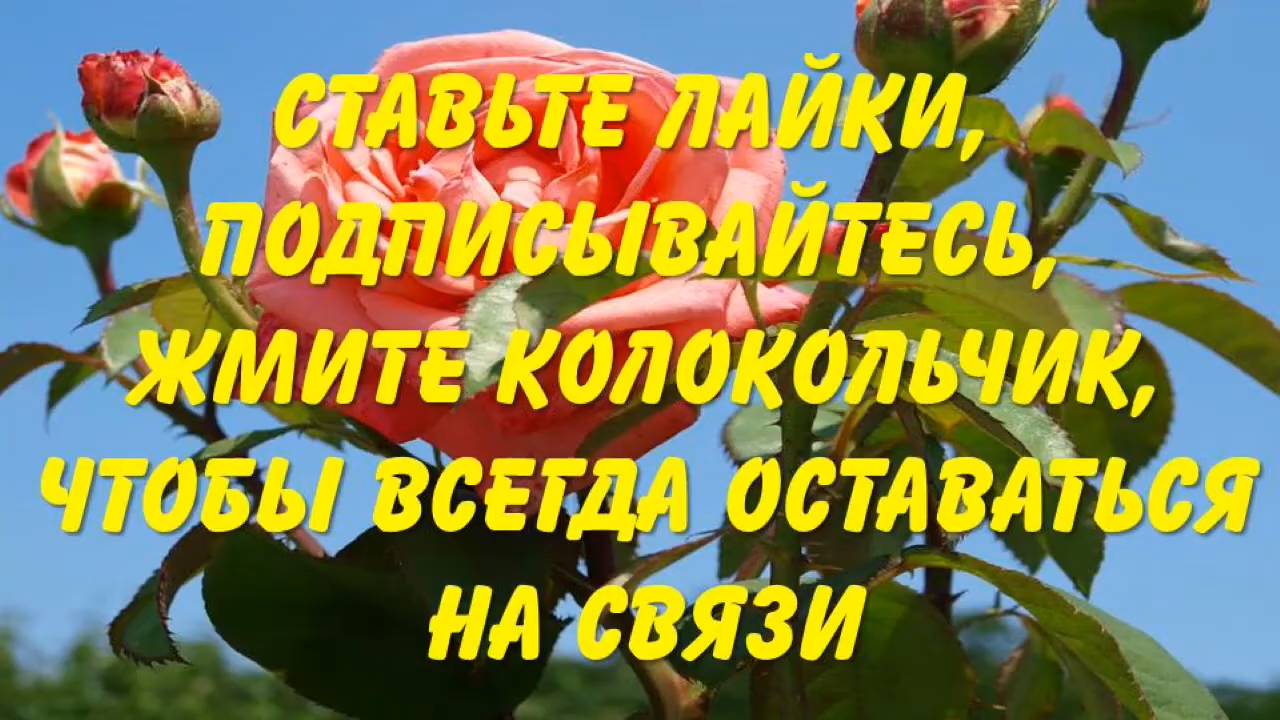 СТАВЬТЕ ЛАЙКИ,
ПОДПИСЫВАЙТЕСЬ,
ЖМИТЕ КОЛОКОЛЬЧИК,
ЧТОБЫ ВСЕГДА ОСТАВАТЬСЯ
НА СВЯЗИ